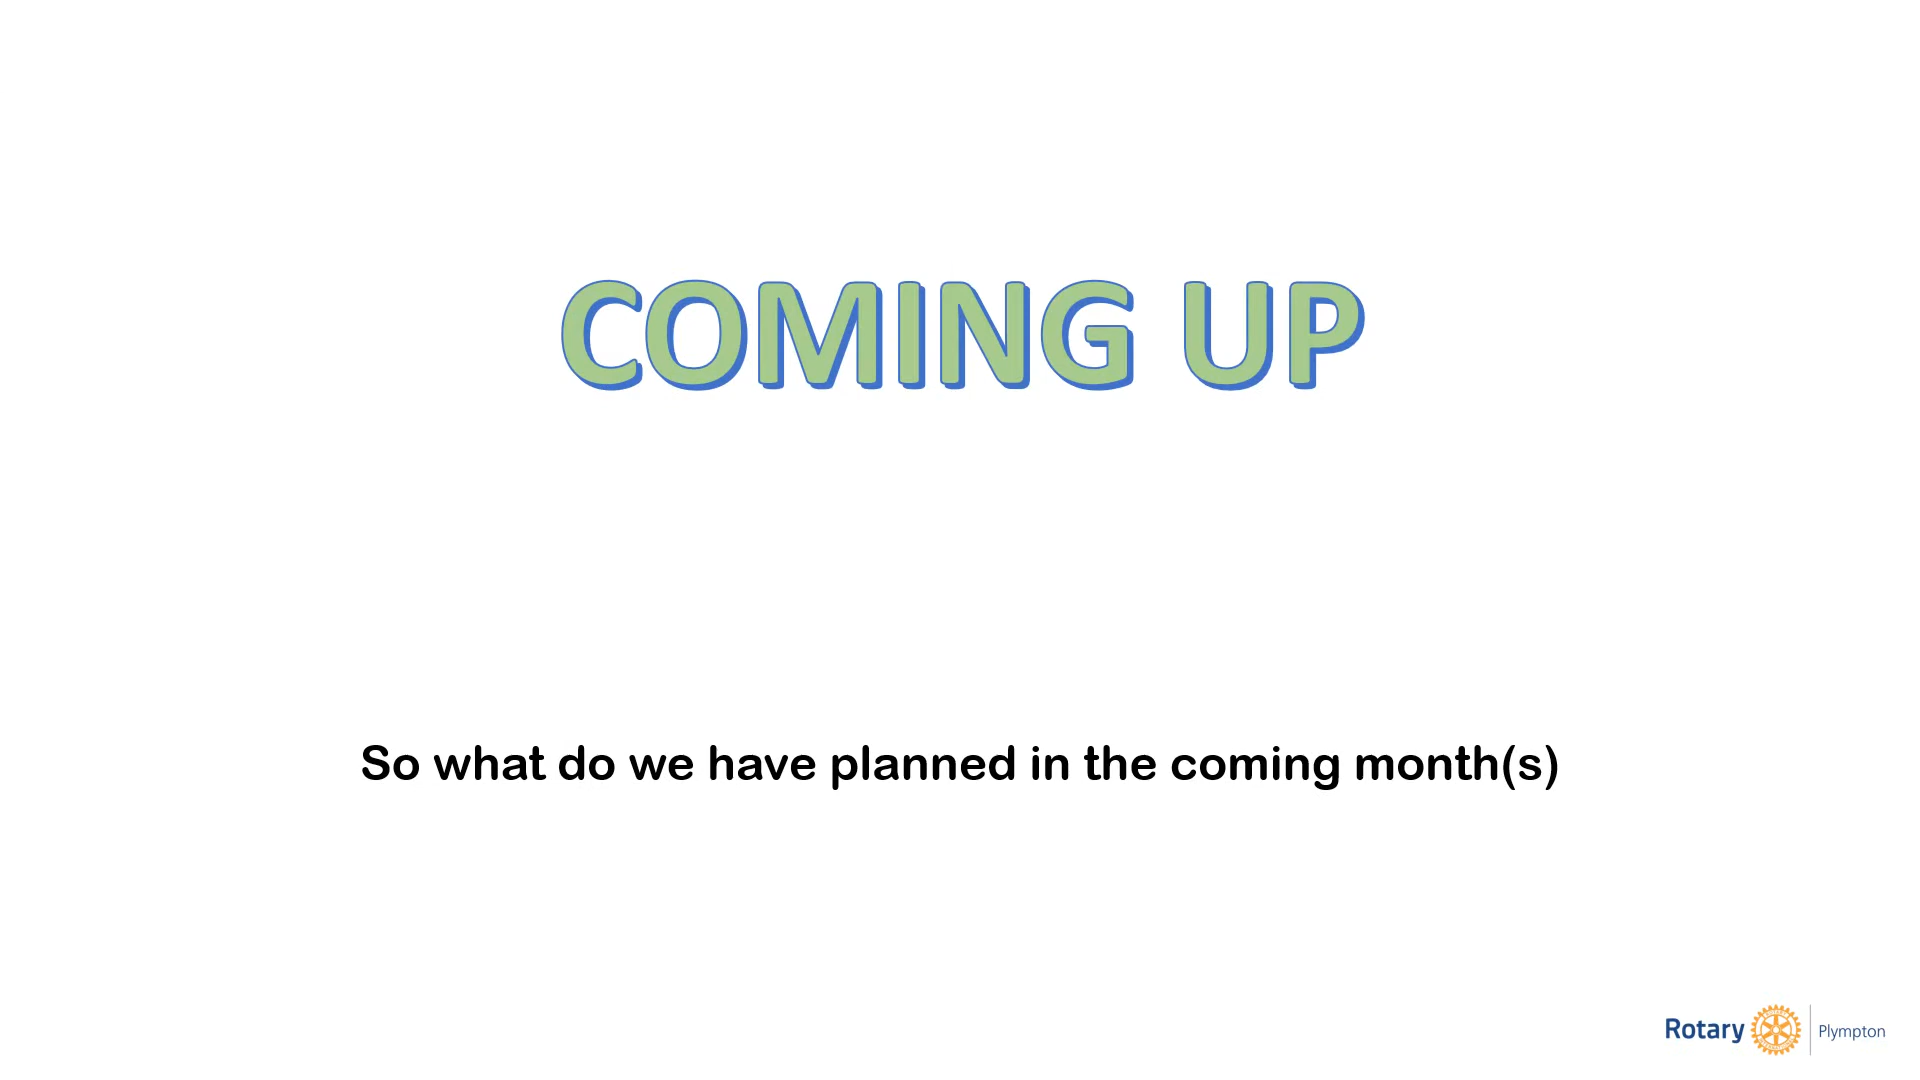 COMING UP
So what do we have planned in the coming month(s)
Rotary Plympton